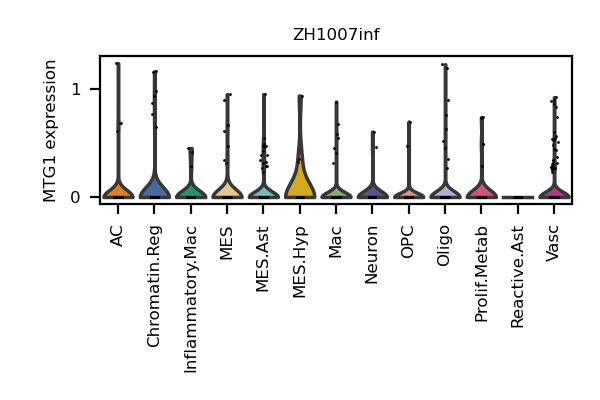 ZH1007inf
MTG1 expression
1
0
AC
Chromatin.Reg
Inflammatory.Mac
MES
MES.Ast
MES.Hyp
Mac
Neuron
OPC
Oligo
Prolif.Metab
Reactive.Ast
Vasc